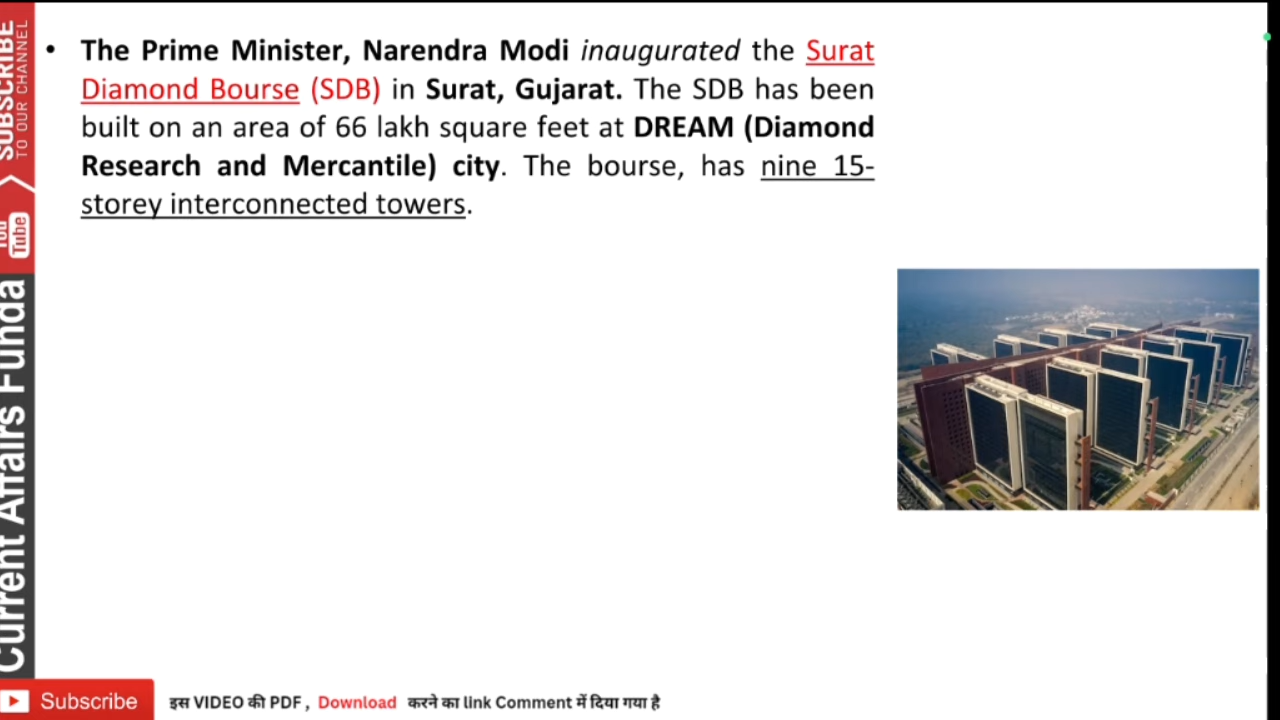 • The Prime Minister, Narendra Modi inaugurated the Surat
Diamond Bourse (SDB) in Surat, Gujarat. The SDB has been
built on an area of 66 lakh square feet at DREAM (Diamond
Research and Mercantile) city. The bourse, has nine 15-
storey interconnected towers.
SUBSCRIBE
TO OUR CHANNEL
You Tube
Current Affairs Funda
Subscribe
इस VIDEO की PDF , Download करने का link Comment में दिया गया है